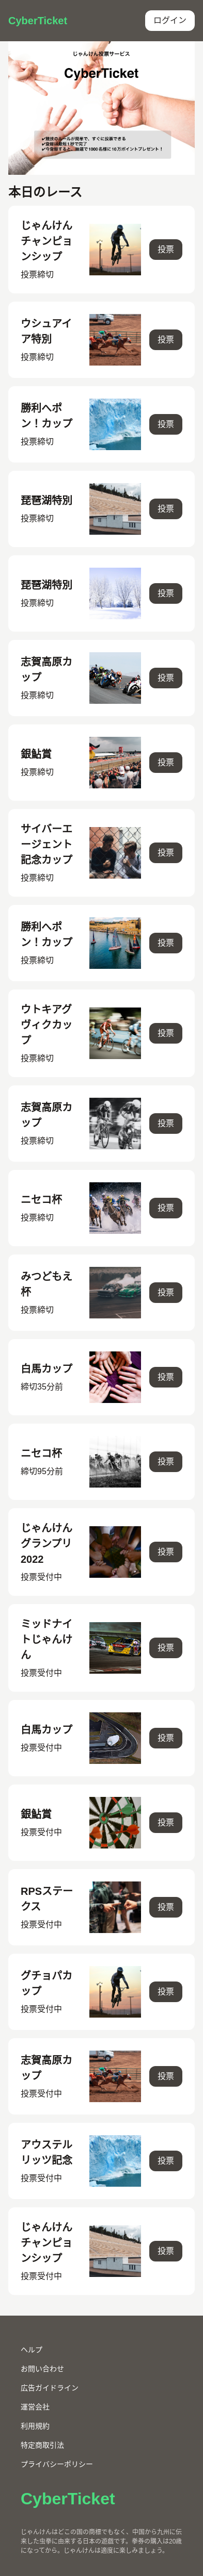 CyberTicket
ログイン
じゃんけん投票サービス
CyberTicket
✔競技のルールが簡単で、すぐに投票できる
✔登録は最短1秒で完了
✔今登録すると、抽選で1000名様に10万ポイントプレゼント！
本日のレース
じゃんけん
チャンピョ
ンシップ
投票締切
投票
ウシュアイ
ア特別
投票締切
投票
勝利へポ
ン！カップ
投票締切
投票
琵琶湖特別
投票締切
投票
琵琶湖特別
投票締切
投票
志賀高原カ
ップ
投票締切
投票
銀鮎賞
投票締切
投票
サイバーエ
ージェント
記念カップ
投票締切
投票
勝利へポ
ン！カップ
投票締切
投票
ウトキアグ
ヴィクカッ
プ
投票締切
投票
志賀高原カ
ップ
投票締切
投票
ニセコ杯
投票締切
投票
みつどもえ
杯
投票締切
投票
白馬カップ
締切35分前
投票
ニセコ杯
締切95分前
投票
じゃんけん
グランプリ
2022
投票受付中
投票
ミッドナイ
トじゃんけ
ん
投票受付中
投票
白馬カップ
投票受付中
投票
銀鮎賞
投票受付中
投票
RPSステー
クス
投票受付中
投票
グチョパカ
ップ
投票受付中
投票
志賀高原カ
ップ
投票受付中
投票
アウステル
リッツ記念
投票受付中
投票
じゃんけん
チャンピョ
ンシップ
投票受付中
投票
ヘルプ
お問い合わせ
広告ガイドライン
運営会社
利用規約
特定商取引法
プライバシーポリシー
CyberTicket
じゃんけんはどこの国の商標でもなく、中国から九州に伝
来した虫拳に由来する日本の遊戯です。拳券の購入は20歳
になってから。じゃんけんは適度に楽しみましょう。